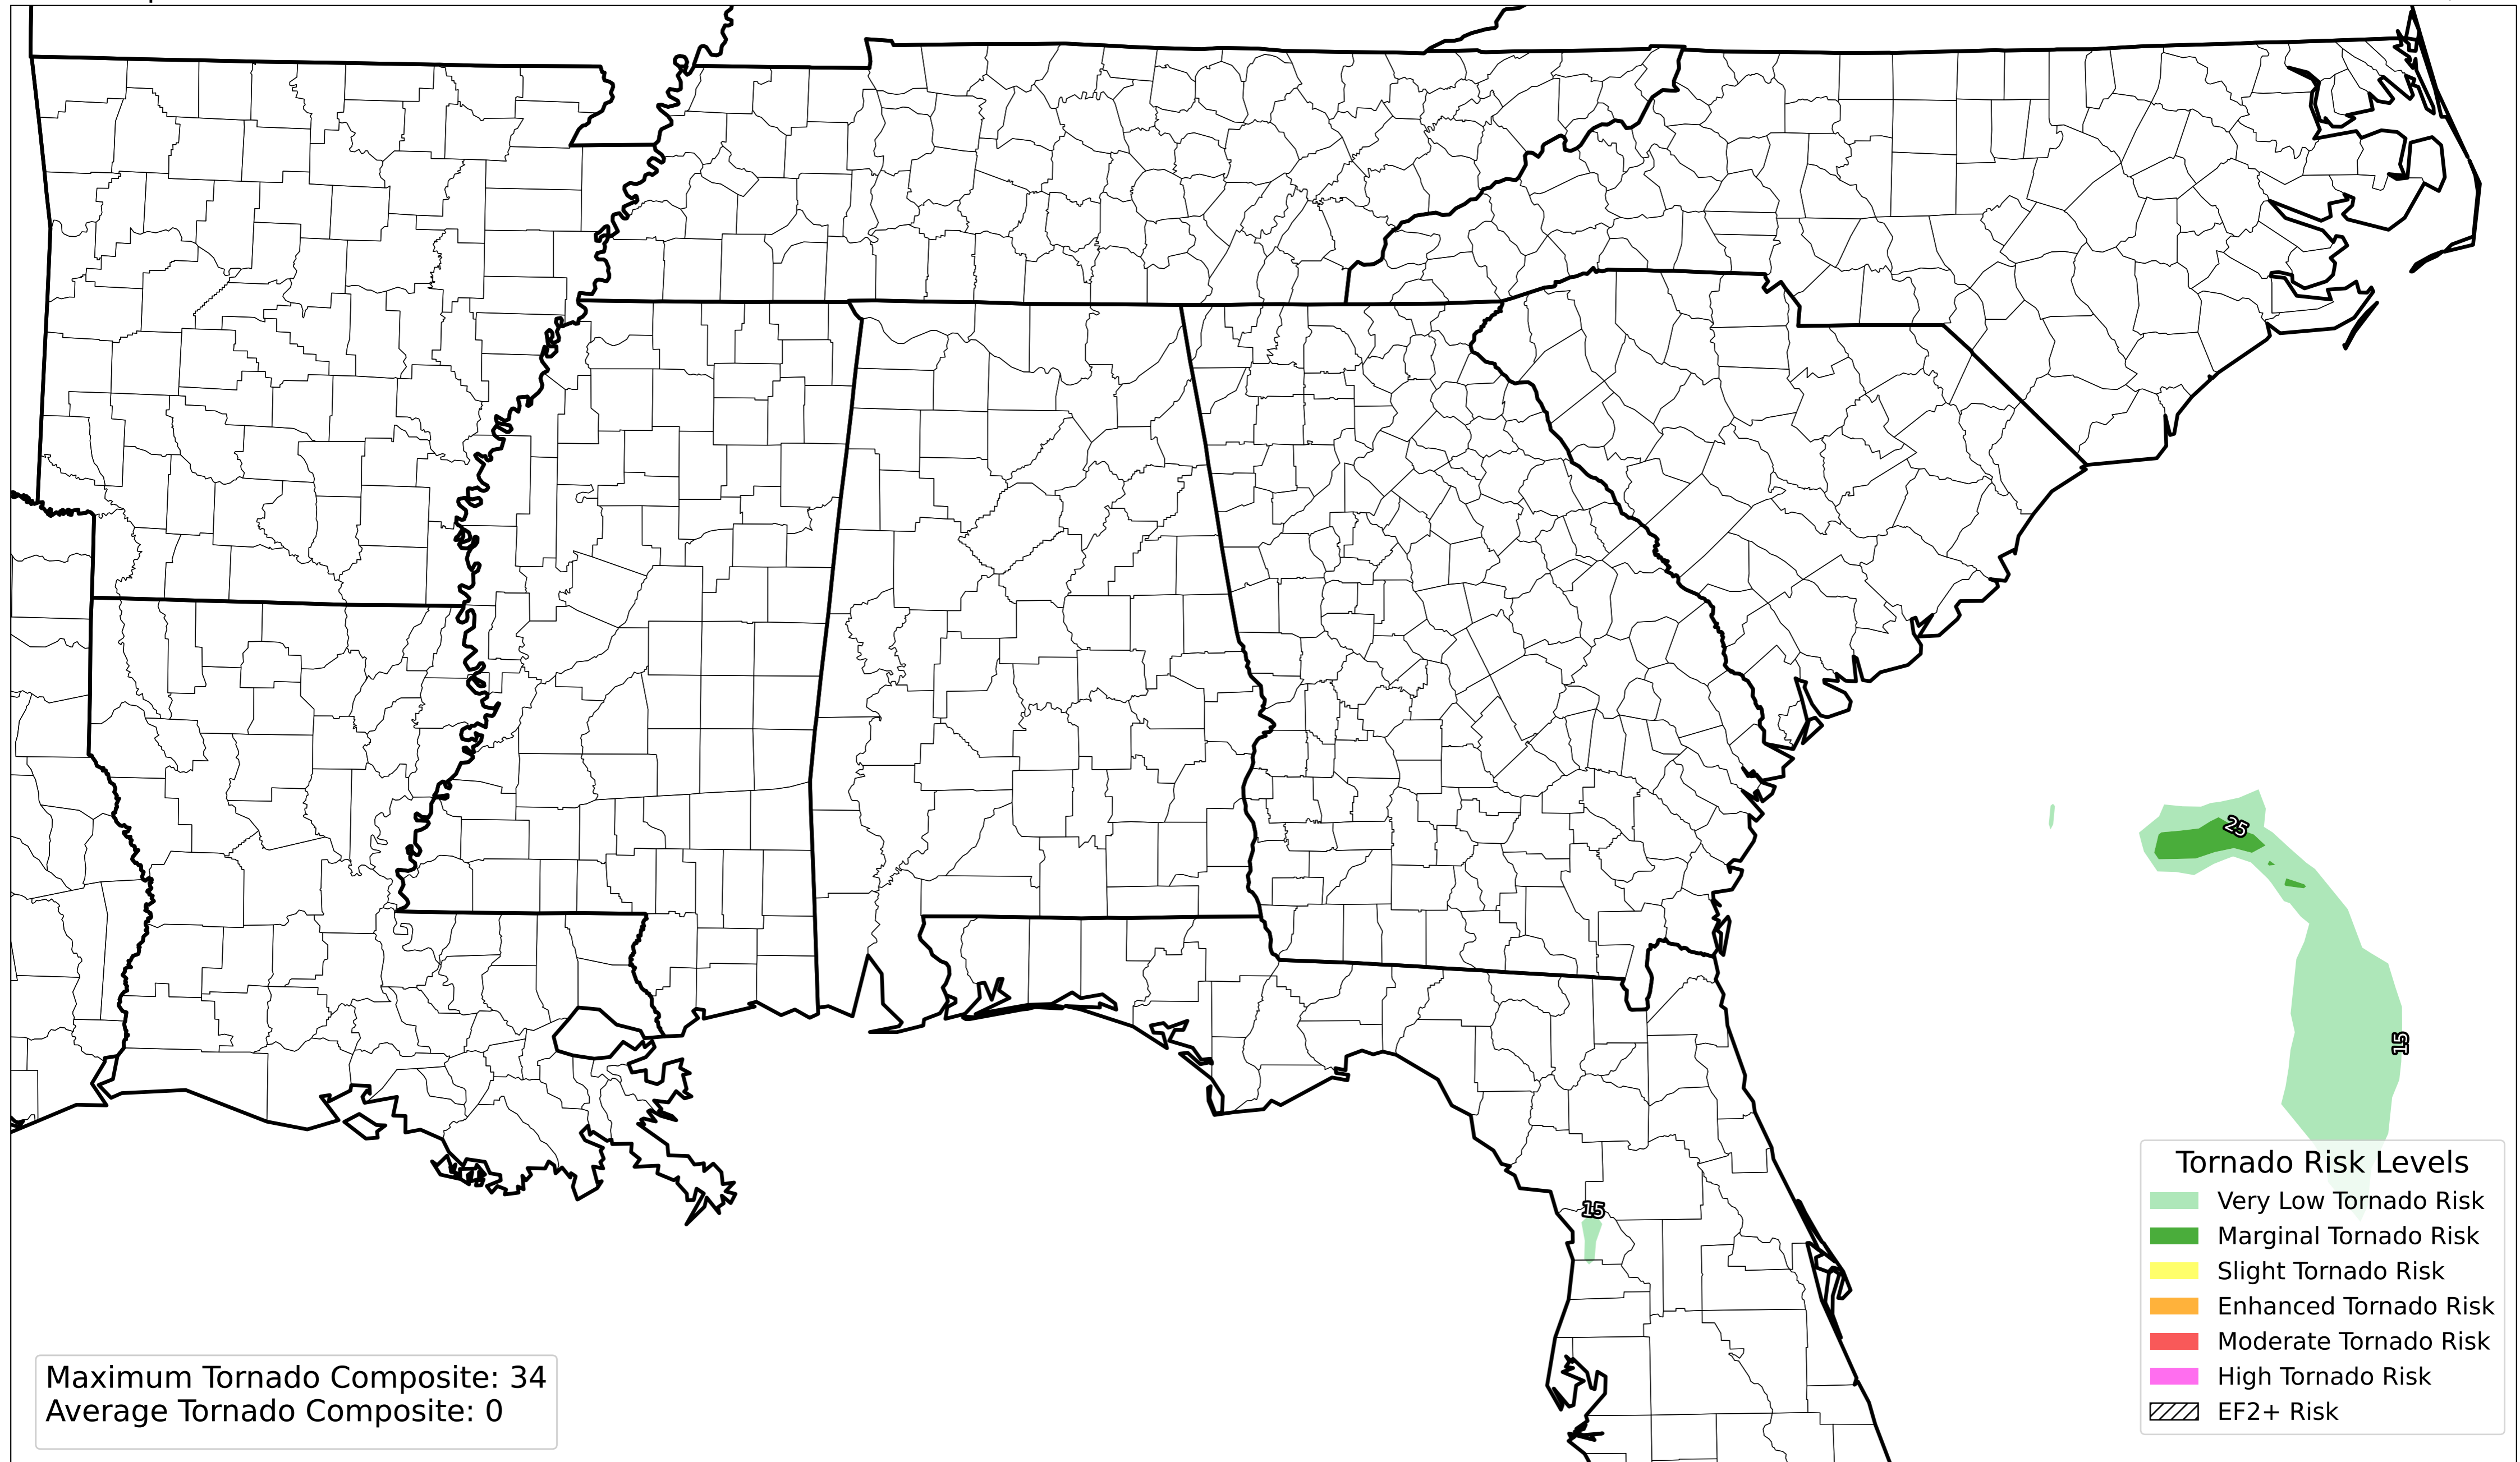 25
15
15
Tornado Risk Levels
Very Low Tornado Risk
Marginal Tornado Risk
Slight Tornado Risk
Enhanced Tornado Risk
Moderate Tornado Risk
High Tornado Risk
EF2+ Risk
Maximum Tornado Composite: 34
Average Tornado Composite: 0